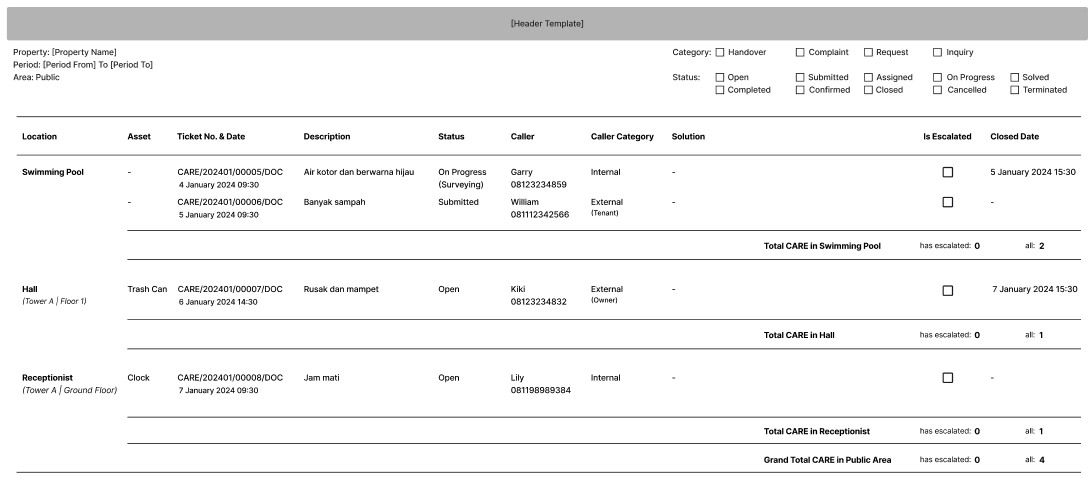 [Header Template]
Property: [Property Name]
Period: [Period From] To [Period To]
Area: Public
Category: Handover Complaint Request Inquiry
Status: Open Submitted Assigned On Progress Solved
Completed Confirmed Closed Cancelled Terminated
Location Asset Ticket No. & Date Description Status Caller Caller Category Solution Is Escalated Closed Date
Swimming Pool - CARE/202401/00005/DOC Air kotor dan berwarna hijau On Progress Garry Internal - 5 January 2024 15:30
4 January 2024 09:30 (Surveying) 08123234859
- CARE/202401/00006/DOC Banyak sampah Submitted William External - -
5 January 2024 09:30 081112342566 (Tenant)
Total CARE in Swimming Pool has escalated: 0 all: 2
Hall Trash Can CARE/202401/00007/DOC Rusak dan mampet Open Kiki External - 7 January 2024 15:30
(Tower A | Floor 1) 6 January 2024 14:30 08123234832 (Owner)
Total CARE in Hall has escalated: 0 all: 1
Receptionist Clock CARE/202401/00008/DOC Jam mati Open Lily Internal - -
(Tower A | Ground Floor) 7 January 2024 09:30 081198989384
Total CARE in Receptionist has escalated: 0 all: 1
Grand Total CARE in Public Area has escalated: 0 all: 4